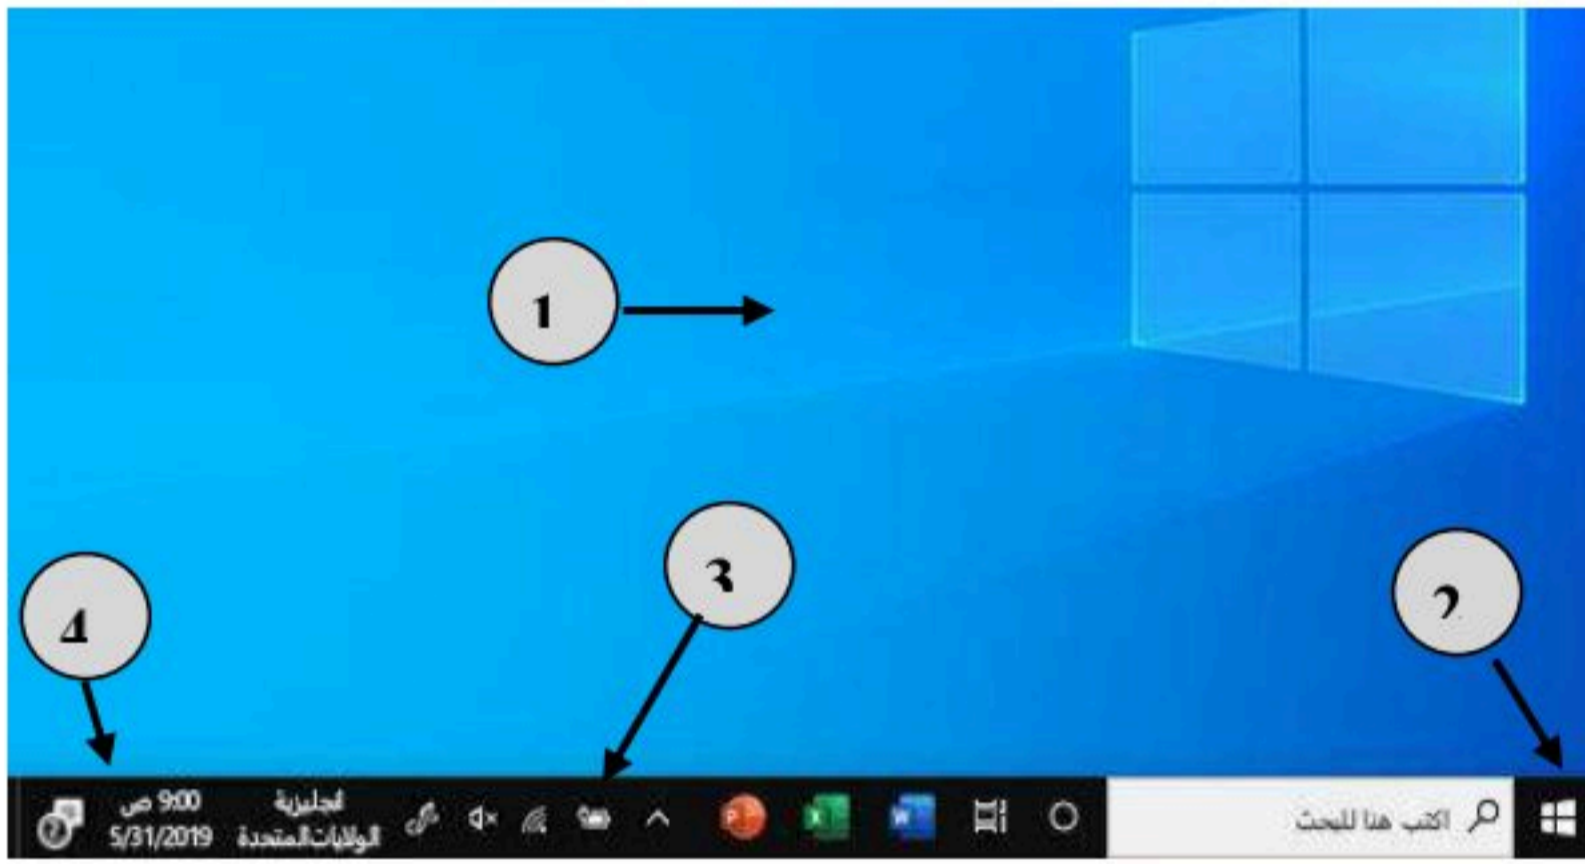 1
3
4
2
اكتب هنا للبحث
انجليزية
الولايات المتحدة
9:00 ص
5/31/2019